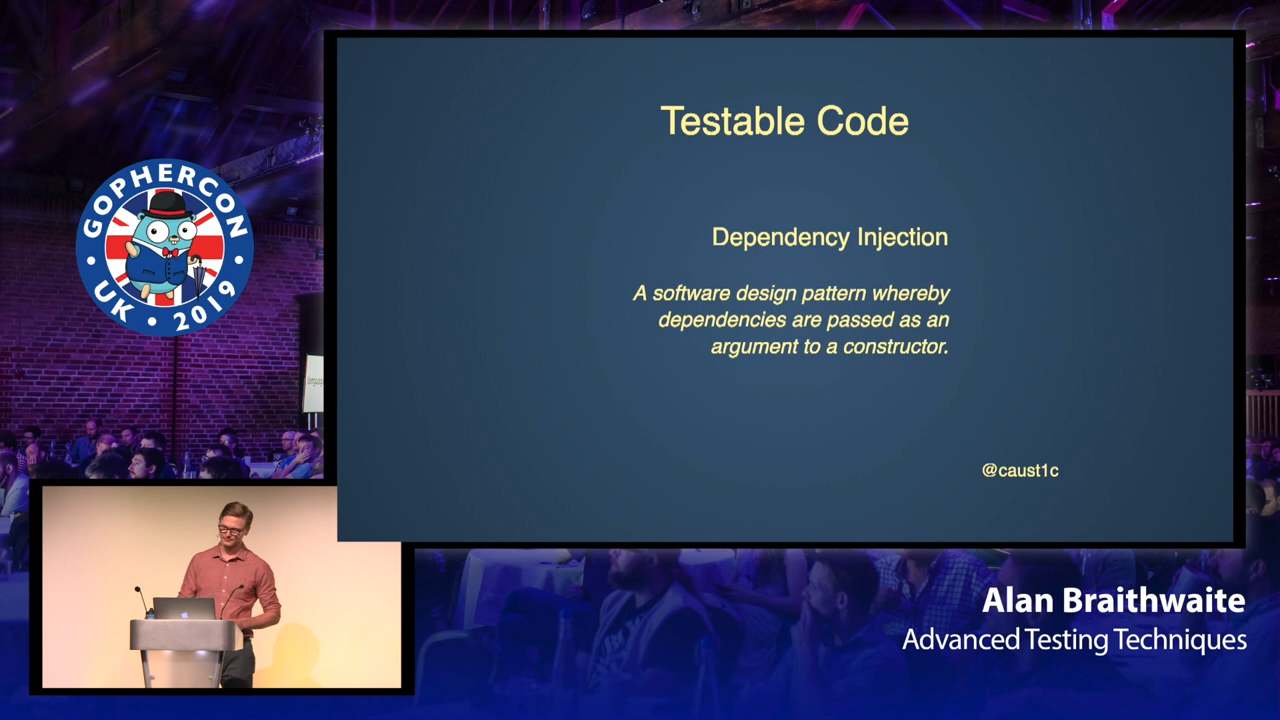 Testable Code
Dependency Injection
A software design pattern whereby
dependencies are passed as an
argument to a constructor.
@caust1c
GOPHERCON
UK • 2019
Alan Braithwaite
Advanced Testing Techniques